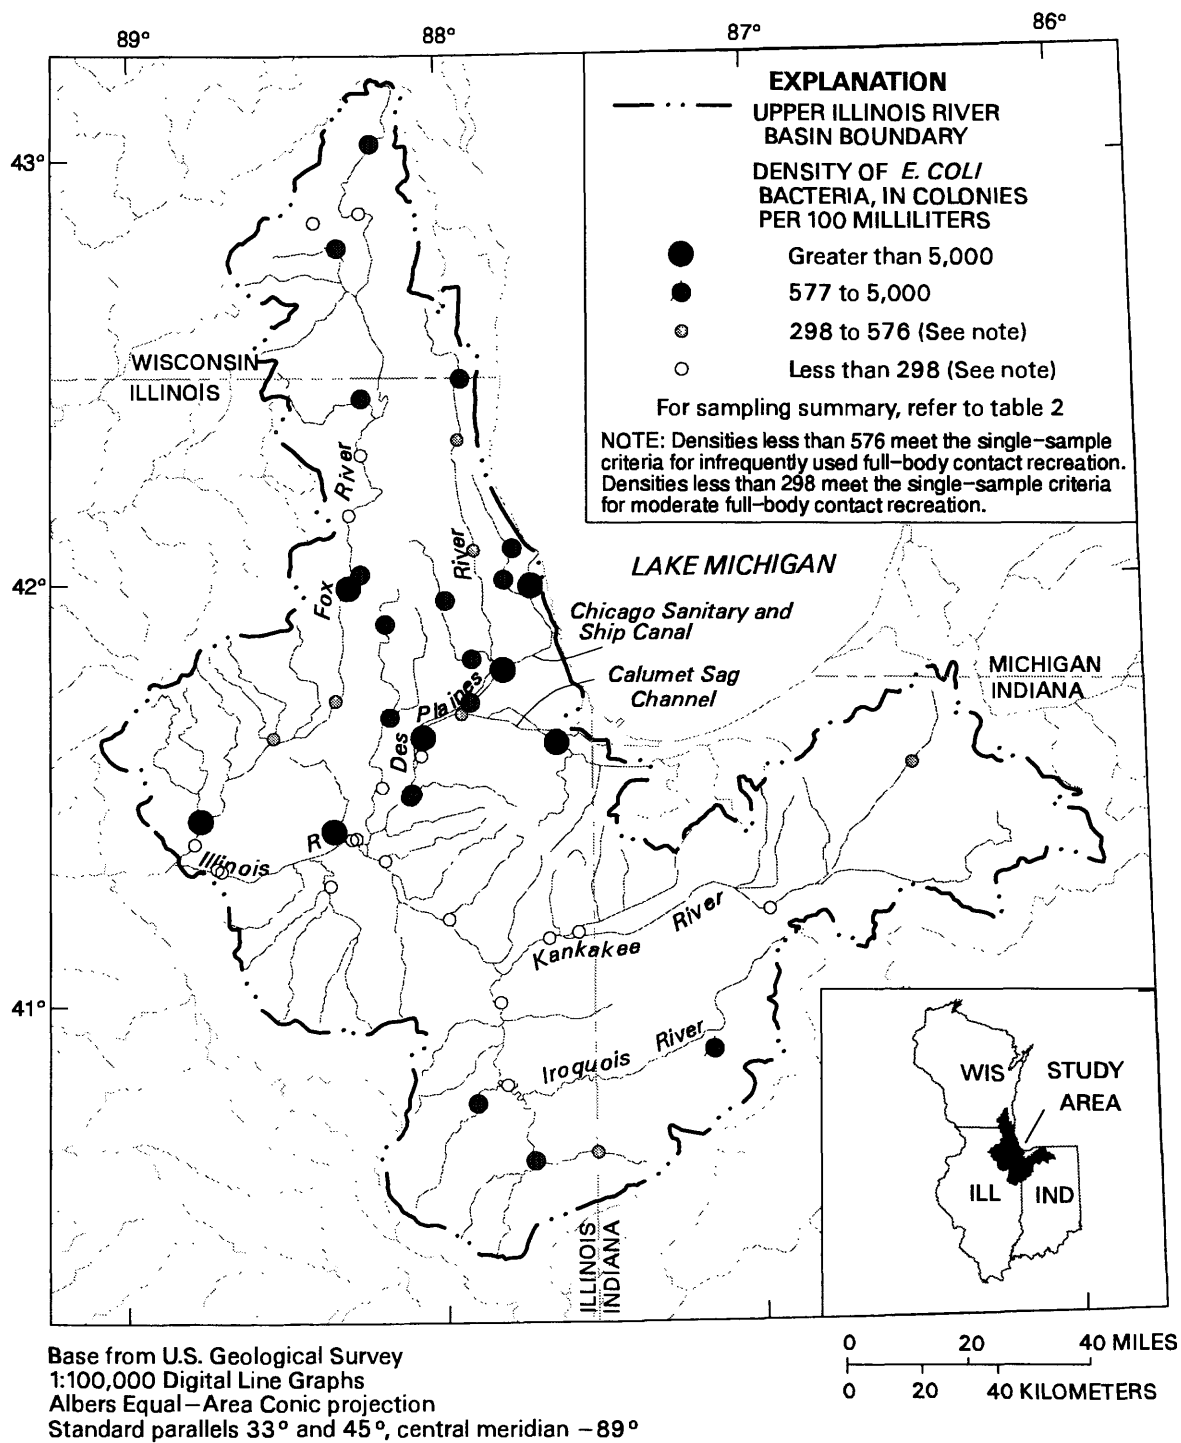 89° 88° 87° 86°
43°
42°
41°
EXPLANATION
UPPER ILLINOIS RIVER
BASIN BOUNDARY
DENSITY OF E. COLI
BACTERIA, IN COLONIES
PER 100 MILLILITERS
Greater than 5,000
577 to 5,000
298 to 576 (See note)
Less than 298 (See note)
For sampling summary, refer to table 2
NOTE: Densities less than 576 meet the single-sample
criteria for infrequently used full-body contact recreation.
Densities less than 298 meet the single-sample criteria
for moderate full-body contact recreation.
WISCONSIN
ILLINOIS
Fox River
Des Plaines River
LAKE MICHIGAN
Chicago Sanitary and
Ship Canal
Calumet Sag
Channel
MICHIGAN
INDIANA
Illinois R
Kankakee River
Iroquois River
ILLINOIS
INDIANA
WIS
STUDY
AREA
ILL
IND
0 20 40 MILES
0 20 40 KILOMETERS
Base from U.S. Geological Survey
1:100,000 Digital Line Graphs
Albers Equal-Area Conic projection
Standard parallels 33° and 45°, central meridian -89°